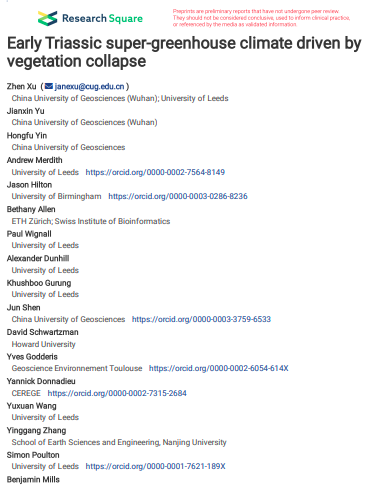 Research Square
Preprints are preliminary reports that have not undergone peer review.
They should not be considered conclusive, used to inform clinical practice,
or referenced by the media as validated information.
Early Triassic super-greenhouse climate driven by
vegetation collapse
Zhen Xu ( janexu@cug.edu.cn )
China University of Geosciences (Wuhan); University of Leeds
Jianxin Yu
China University of Geosciences (Wuhan)
Hongfu Yin
China University of Geosciences
Andrew Merdith
University of Leeds https://orcid.org/0000-0002-7564-8149
Jason Hilton
University of Birmingham https://orcid.org/0000-0003-0286-8236
Bethany Allen
ETH Zürich; Swiss Institute of Bioinformatics
Paul Wignall
University of Leeds
Alexander Dunhill
University of Leeds
Khushboo Gurung
University of Leeds
Jun Shen
China University of Geosciences https://orcid.org/0000-0003-3759-6533
David Schwartzman
Howard University
Yves Godderis
Geoscience Environnement Toulouse https://orcid.org/0000-0002-6054-614X
Yannick Donnadieu
CEREGE https://orcid.org/0000-0002-7315-2684
Yuxuan Wang
University of Leeds
Yinggang Zhang
School of Earth Sciences and Engineering, Nanjing University
Simon Poulton
University of Leeds https://orcid.org/0000-0001-7621-189X
Benjamin Mills